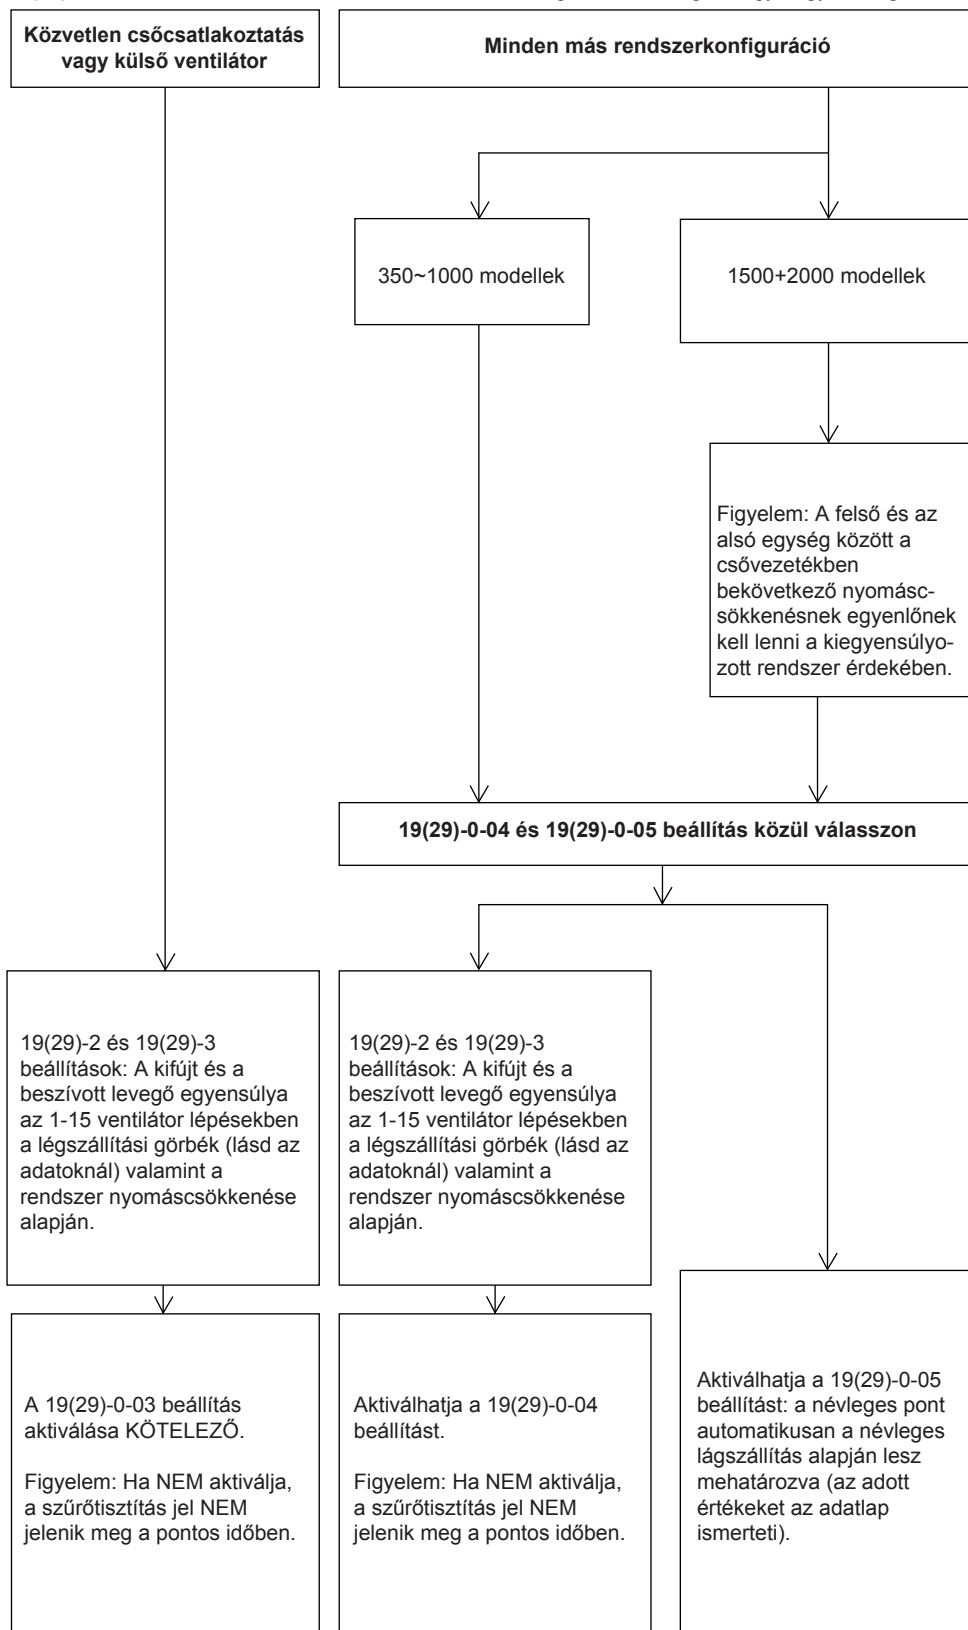 Közvetlen csőcsatlakoztatás
vagy külső ventilátor
Minden más rendszerkonfiguráció
350~1000 modellek
1500+2000 modellek
Figyelem: A felső és az
alsó egység között a
csővezetékben
bekövetkező nyomásc-
sökkenésnek egyenlőnek
kell lenni a kiegyensúlyo-
zott rendszer érdekében.
19(29)-0-04 és 19(29)-0-05 beállítás közül válasszon
19(29)-2 és 19(29)-3
beállítások: A kifújt és a
beszívott levegő egyensúlya
az 1-15 ventilátor lépésekben
a légszállítási görbék (lásd az
adatoknál) valamint a
rendszer nyomáscsökkenése
alapján.
19(29)-2 és 19(29)-3
beállítások: A kifújt és a
beszívott levegő egyensúlya
az 1-15 ventilátor lépésekben
a légszállítási görbék (lásd az
adatoknál) valamint a
rendszer nyomáscsökkenése
alapján.
A 19(29)-0-03 beállítás
aktiválása KÖTELEZŐ.
Figyelem: Ha NEM aktiválja,
a szűrőtisztítás jel NEM
jelenik meg a pontos időben.
Aktiválhatja a 19(29)-0-04
beállítást.
Figyelem: Ha NEM aktiválja,
a szűrőtisztítás jel NEM
jelenik meg a pontos időben.
Aktiválhatja a 19(29)-0-05
beállítást: a névleges pont
automatikusan a névleges
lágszállítás alapján lesz
mehatározva (az adott
értékeket az adatlap
ismerteti).